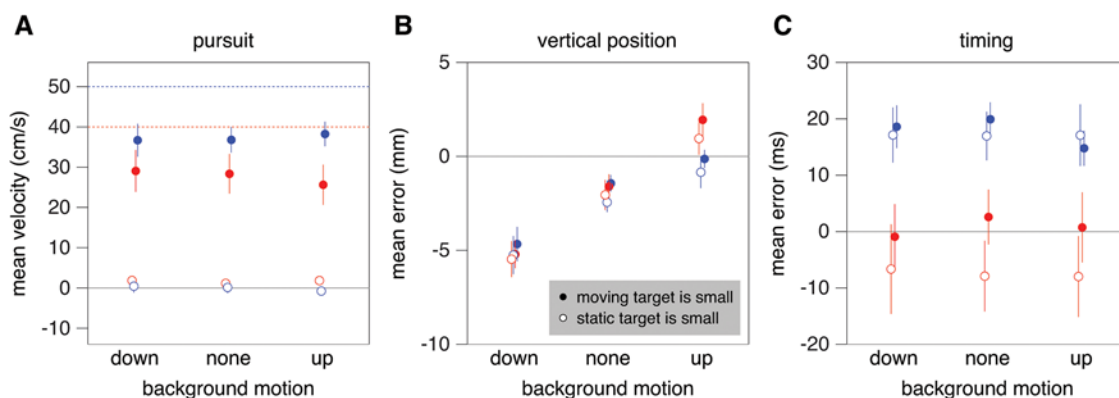 A
pursuit
mean velocity (cm/s)
50
40
30
20
10
0
-10
down none up
background motion
B
vertical position
mean error (mm)
5
0
-5
-10
moving target is small
static target is small
down none up
background motion
C
timing
mean error (ms)
30
20
10
0
-10
-20
down none up
background motion